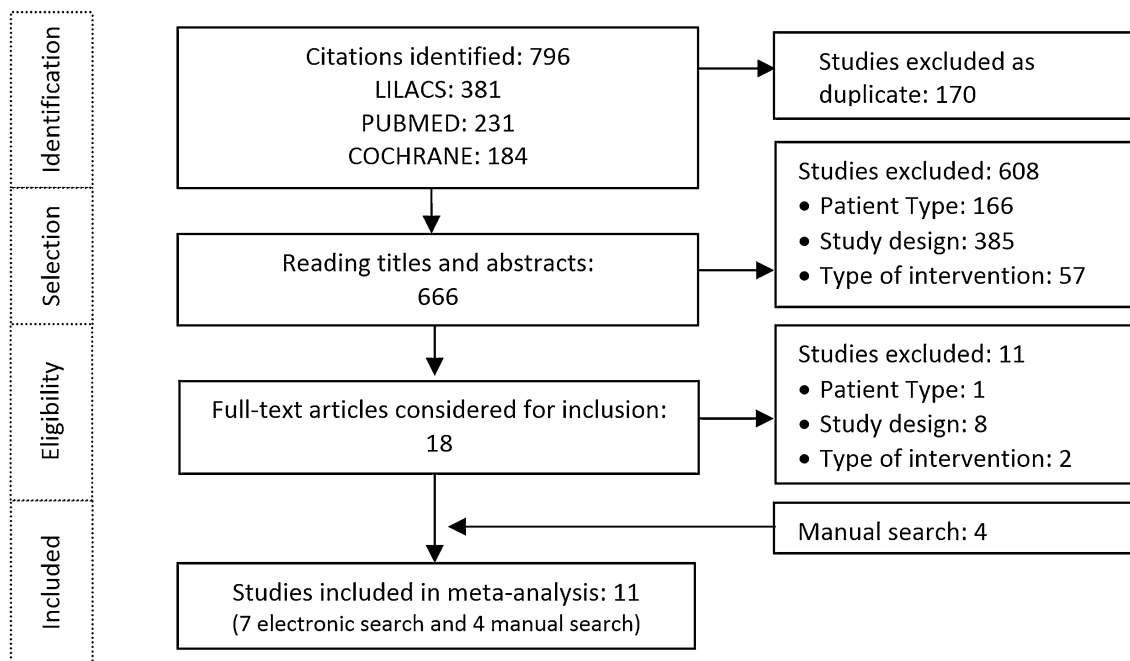 Identification
Citations identified: 796
LILACS: 381
PUBMED: 231
COCHRANE: 184
Studies excluded as
duplicate: 170
Selection
Reading titles and abstracts:
666
Studies excluded: 608
• Patient Type: 166
• Study design: 385
• Type of intervention: 57
Eligibility
Full-text articles considered for inclusion:
18
Studies excluded: 11
• Patient Type: 1
• Study design: 8
• Type of intervention: 2
Included
Manual search: 4
Studies included in meta-analysis: 11
(7 electronic search and 4 manual search)